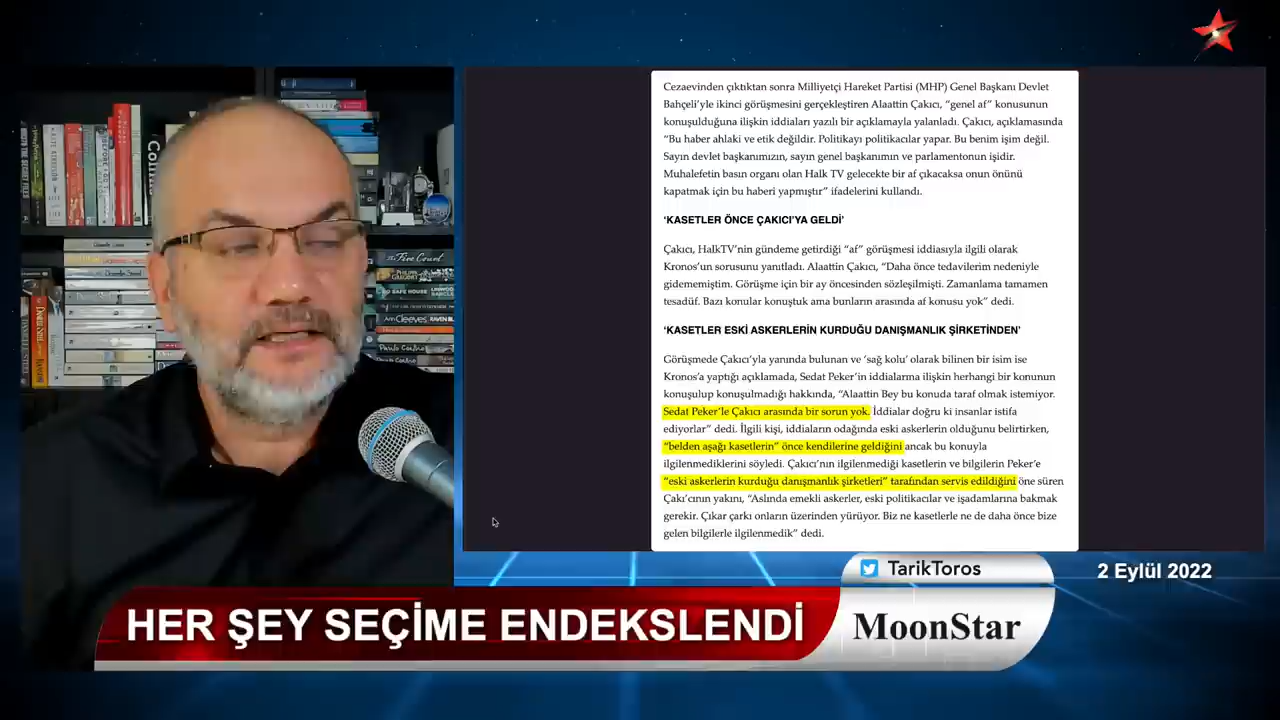 Cezaevinden çıktıktan sonra Milliyetçi Hareket Partisi (MHP) Genel Başkanı Devlet
Bahçeli'yle ikinci görüşmesini gerçekleştiren Alaattin Çakıcı, “genel af” konusunun
konuşulduğuna ilişkin iddiaları yazılı bir açıklamayla yalanladı. Çakıcı, açıklamasında
“Bu haber ahlaki ve etik değildir. Politikayı politikacılar yapar. Bu benim işim değil.
Sayın devlet başkanımızın, sayın genel başkanımın ve parlamentonun işidir.
Muhalefetin basın organı olan Halk TV gelecekte bir af çıkacaksa onun önünü
kapatmak için bu haberi yapmıştır” ifadelerini kullandı.
‘KASETLER ÖNCE ÇAKICI’YA GELDİ’
Çakıcı, HalkTV’nin gündeme getirdiği “af” görüşmesi iddiasıyla ilgili olarak
Kronos’un sorusunu yanıtladı. Alaattin Çakıcı, “Daha önce tedavilerim nedeniyle
gidememiştim. Görüşme için bir ay öncesinden sözleşilmişti. Zamanlama tamamen
tesadüf. Bazı konular konuştuk ama bunların arasında af konusu yok” dedi.
‘KASETLER ESKİ ASKERLERİN KURDUĞU DANIŞMANLIK ŞİRKETİNDEN’
Görüşmede Çakıcı’yla yanında bulunan ve ‘sağ kolu’ olarak bilinen bir isim ise
Kronos’a yaptığı açıklamada, Sedat Peker’in iddialarına ilişkin herhangi bir konunun
konuşulup konuşulmadığı hakkında, “Alaattin Bey bu konuda taraf olmak istemiyor.
Sedat Peker’le Çakıcı arasında bir sorun yok. İddialar doğru ki insanlar istifa
ediyorlar” dedi. İlgili kişi, iddiaların odağında eski askerlerin olduğunu belirtirken,
“belden aşağı kasetlerin” önce kendilerine geldiğini ancak bu konuyla
ilgilenmediklerini söyledi. Çakıcı’nın ilgilenmediği kasetlerin ve bilgilerin Peker’e
“eski askerlerin kurduğu danışmanlık şirketleri” tarafından servis edildiğini öne süren
Çakı’cının yakını, “Aslında emekli askerler, eski politikacılar ve işadamlarına bakmak
gerekir. Çıkar çarkı onların üzerinden yürüyor. Biz ne kasetlerle ne de daha önce bize
gelen bilgilerle ilgilenmedik” dedi.
TarikToros
2 Eylül 2022
HER ŞEY SEÇİME ENDEKSLENDİ
MoonStar